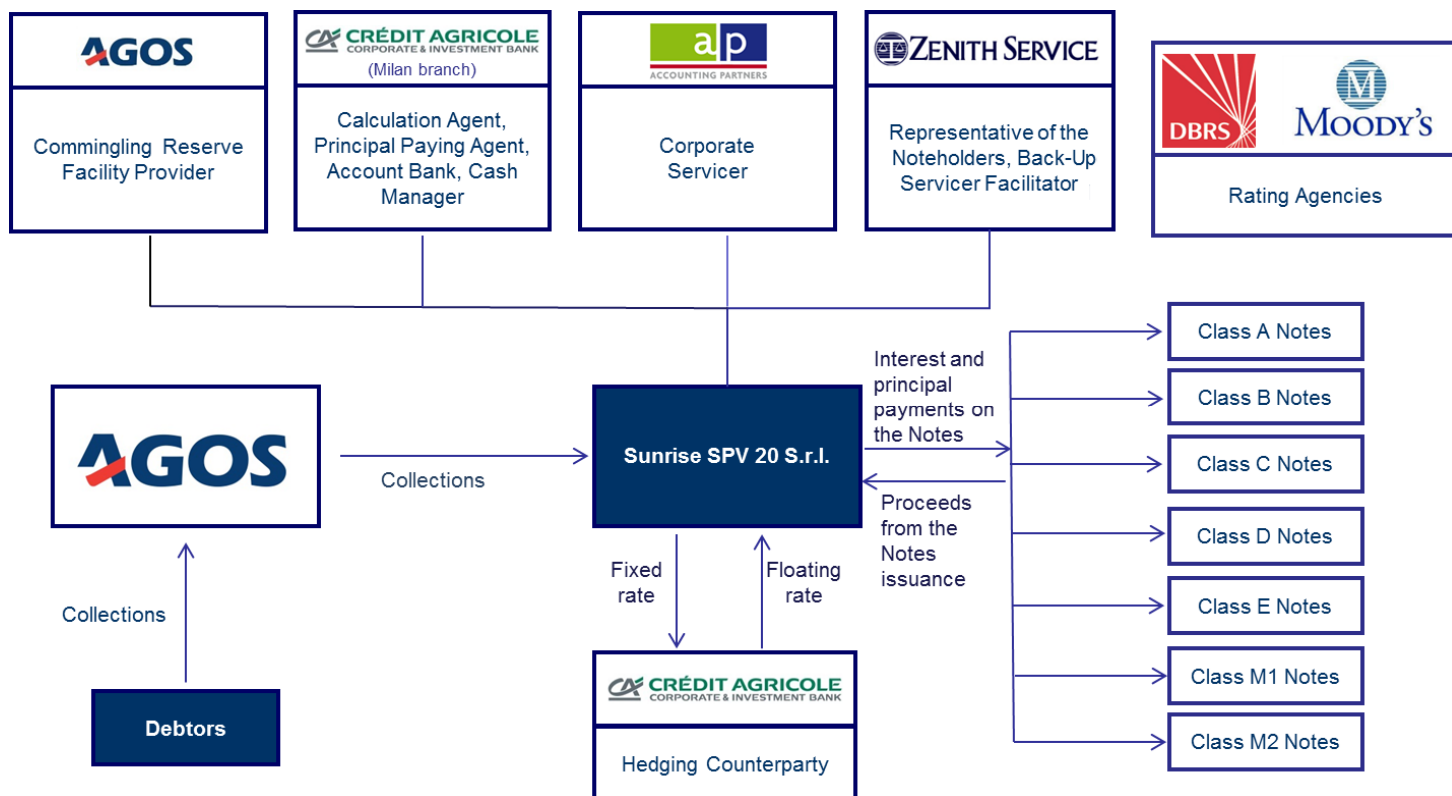 AGOS
Commingling Reserve
Facility Provider
CA CRÉDIT AGRICOLE
CORPORATE & INVESTMENT BANK
(Milan branch)
Calculation Agent,
Principal Paying Agent,
Account Bank, Cash
Manager
a p
ACCOUNTING PARTNERS
Corporate
Servicer
ZENITH SERVICE
Representative of the
Noteholders, Back-Up
Servicer Facilitator
DBRS
M
MOODY'S
Rating Agencies
AGOS
Collections
Collections
Debtors
Sunrise SPV 20 S.r.l.
Fixed
rate
Floating
rate
CA CRÉDIT AGRICOLE
CORPORATE & INVESTMENT BANK
Hedging Counterparty
Interest and
principal
payments on
the Notes
Proceeds
from the
Notes
issuance
Class A Notes
Class B Notes
Class C Notes
Class D Notes
Class E Notes
Class M1 Notes
Class M2 Notes